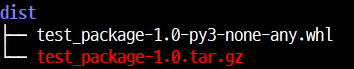 dist
├── test_package-1.0-py3-none-any.whl
└── test_package-1.0.tar.gz